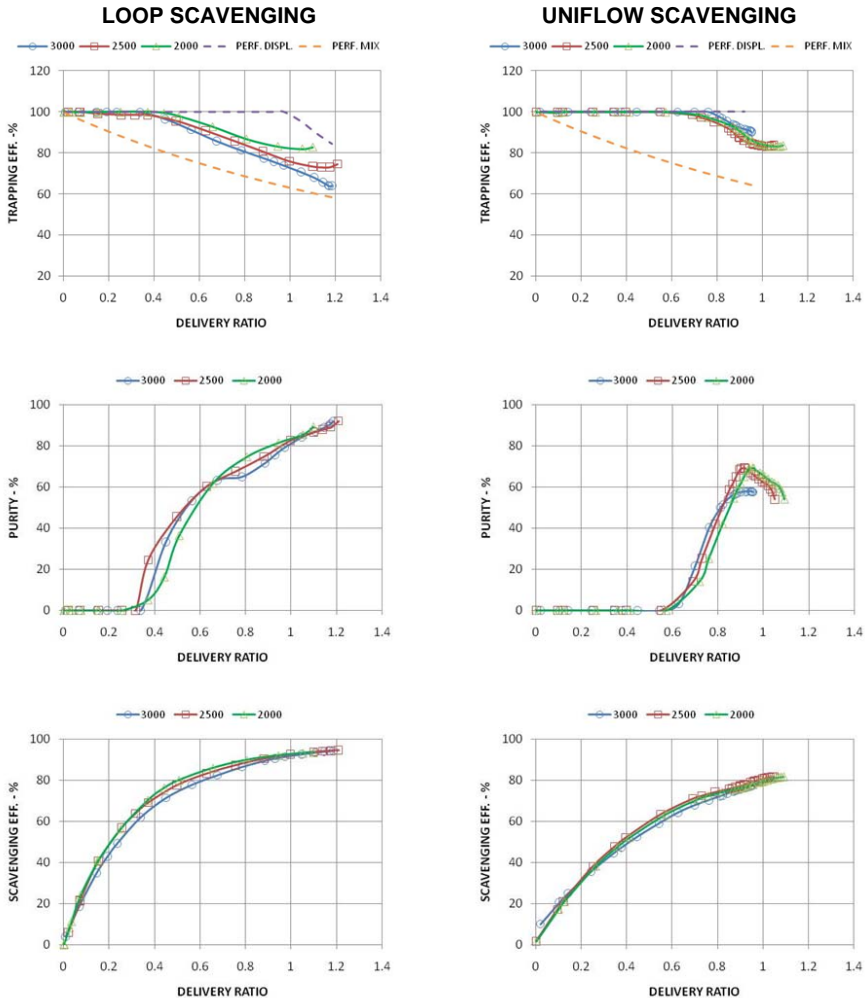 LOOP SCAVENGING
UNIFLOW SCAVENGING
3000 2500 2000 PERF. DISPL. PERF. MIX
TRAPPING EFF. -%
120
100
80
60
40
20
0 0.2 0.4 0.6 0.8 1 1.2 1.4
DELIVERY RATIO
3000 2500 2000 PERF. DISPL. PERF. MIX
TRAPPING EFF. -%
120
100
80
60
40
20
0 0.2 0.4 0.6 0.8 1 1.2 1.4
DELIVERY RATIO
3000 2500 2000
PURITY - %
100
80
60
40
20
0
0 0.2 0.4 0.6 0.8 1 1.2 1.4
DELIVERY RATIO
3000 2500 2000
PURITY - %
100
80
60
40
20
0
0 0.2 0.4 0.6 0.8 1 1.2 1.4
DELIVERY RATIO
3000 2500 2000
SCAVENGING EFF. - %
100
80
60
40
20
0
0 0.2 0.4 0.6 0.8 1 1.2 1.4
DELIVERY RATIO
3000 2500 2000
SCAVENGING EFF. - %
100
80
60
40
20
0
0 0.2 0.4 0.6 0.8 1 1.2 1.4
DELIVERY RATIO